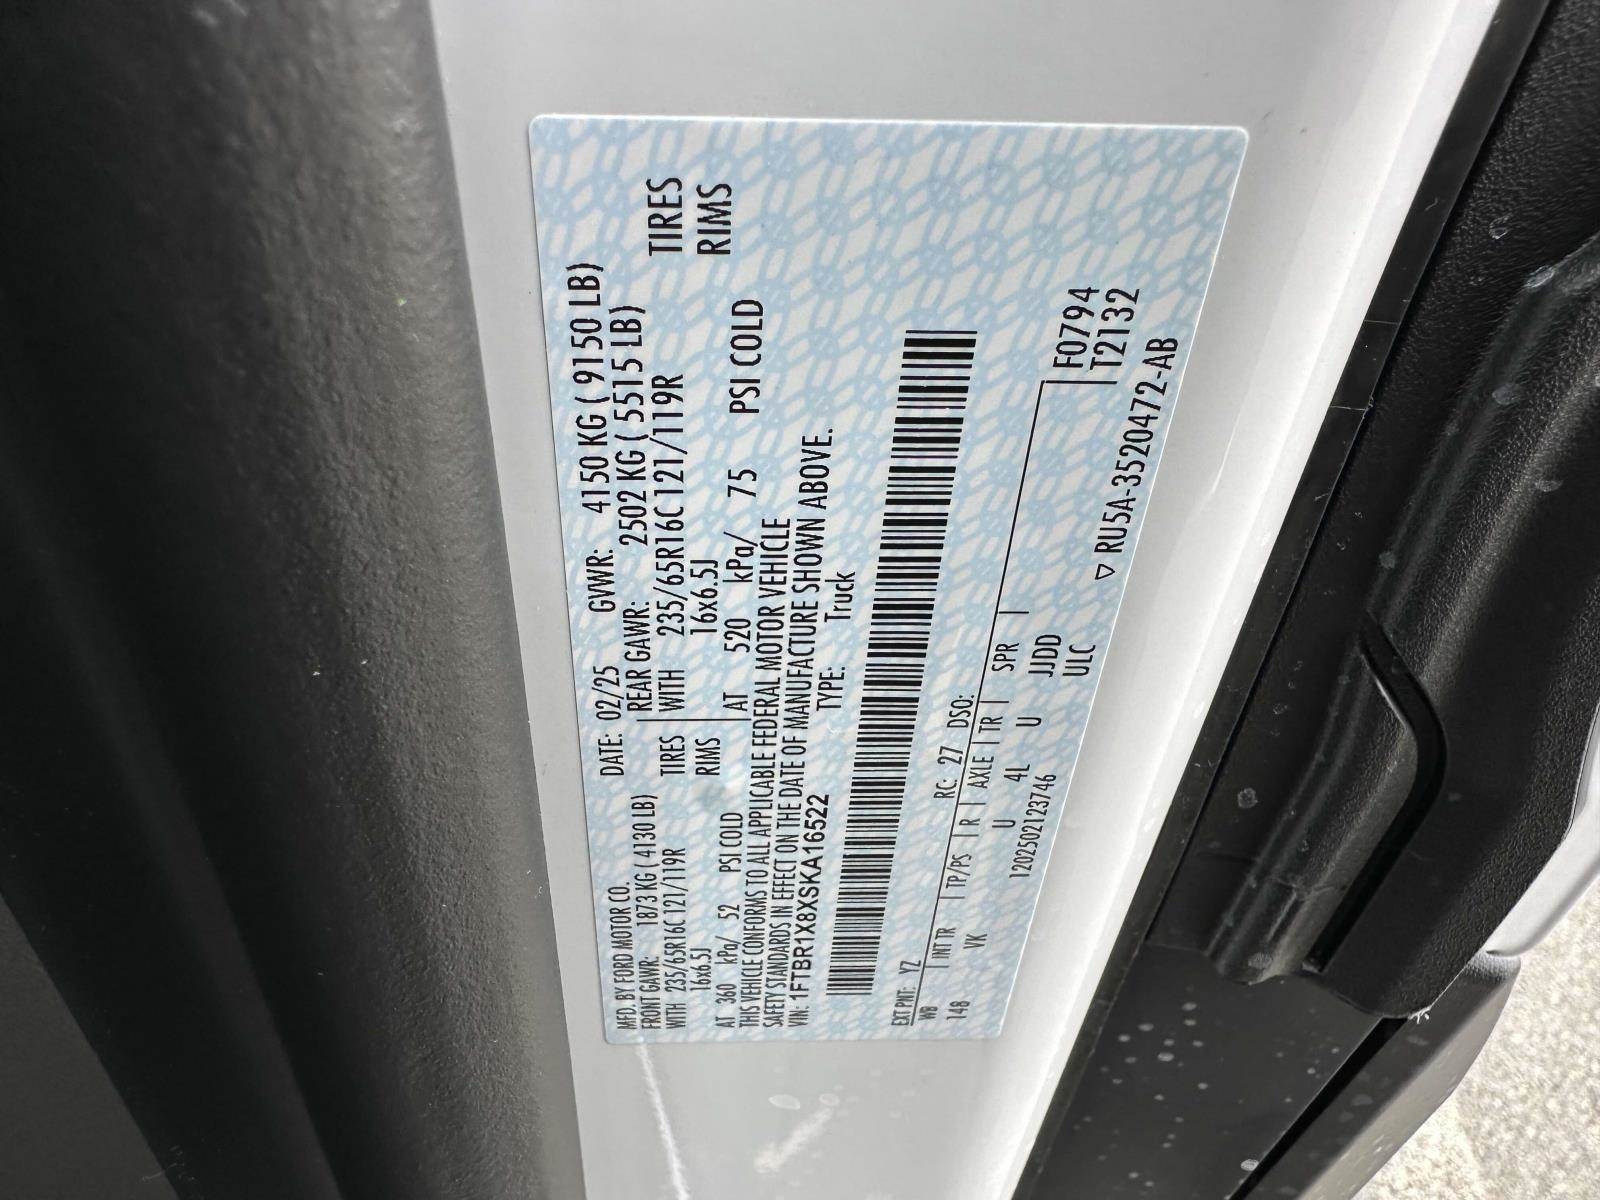 MFD. BY FORD MOTOR CO.
DATE: 02/25 GVWR: 4150 KG ( 9150 LB)
FRONT GAWR: 1873 KG ( 4130 LB) REAR GAWR: 2502 KG ( 5515 LB)
WITH 235/65R16C 121/119R TIRES WITH 235/65R16C 121/119R TIRES
16x6.5J RIMS 16x6.5J RIMS
AT 360 kPa/ 52 PSI COLD AT 520 kPa/ 75 PSI COLD
THIS VEHICLE CONFORMS TO ALL APPLICABLE FEDERAL MOTOR VEHICLE
SAFETY STANDARDS IN EFFECT ON THE DATE OF MANUFACTURE SHOWN ABOVE.
VIN: 1FTBR1X8XSKA16522 TYPE: Truck
EXT PNT: YZ RC: 27 DSO:
WB INT TR TP/PS R AXLE TR SPR F0794
148 VK U 4L U JJDD T2132
1202502123746 ULC
▽ RU5A-3520472-AB